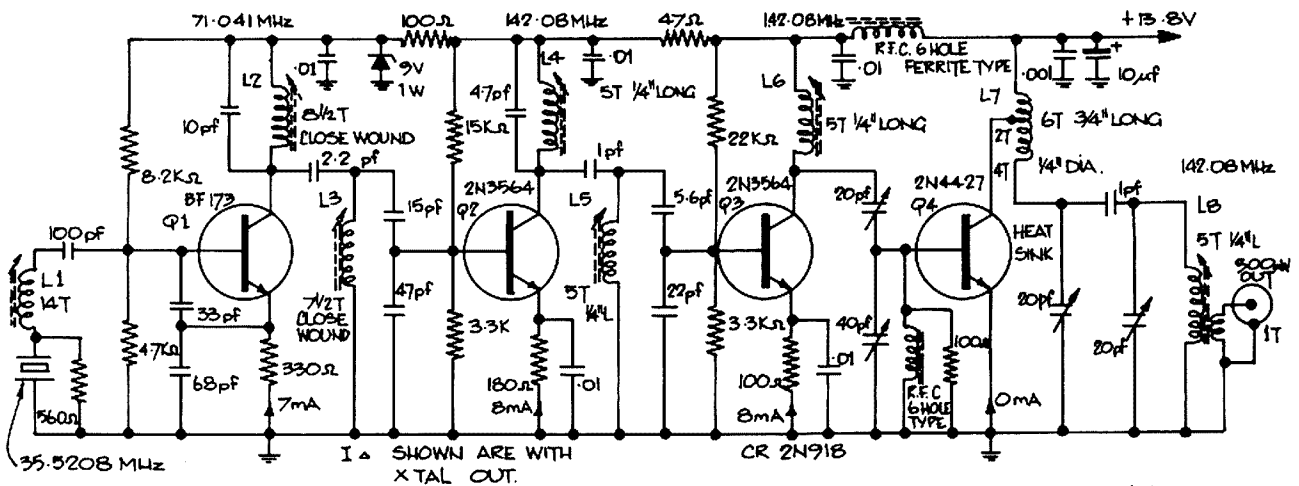 71.041 MHz
100Ω
142.08 MHz
47Ω
142.08 MHz
+13.8V
R.F.C. 6 HOLE
FERRITE TYPE
.01
9V
1W
L2
8½T
CLOSE WOUND
10pf
8.2KΩ
BF173
Q1
2.2 pf
L3
7½T
CLOSE
WOUND
15pf
47pf
100pf
L1
14T
33pf
68pf
4.7KΩ
330Ω
7mA
560Ω
35.5208 MHz
L4
4.7pf
15KΩ
.01
5T ¼" LONG
2N3564
Q2
3.3K
180Ω
8mA
.01
1pf
L5
5T
¼"L
5.6pf
22pf
22KΩ
L6
5T ¼" LONG
.01
2N3564
Q3
3.3KΩ
100Ω
8mA
.01
20pf
40pf
2N4427
Q4
HEAT
SINK
R.F.C
6 HOLE
TYPE
100Ω
0mA
.001
10µf
+
L7
6T ¾" LONG
2T
4T
¼" DIA.
1pf
20pf
20pf
142.08 MHz
L8
5T ¼"L
300mW
OUT
1T
I▵ SHOWN ARE WITH
XTAL OUT.
CR 2N918